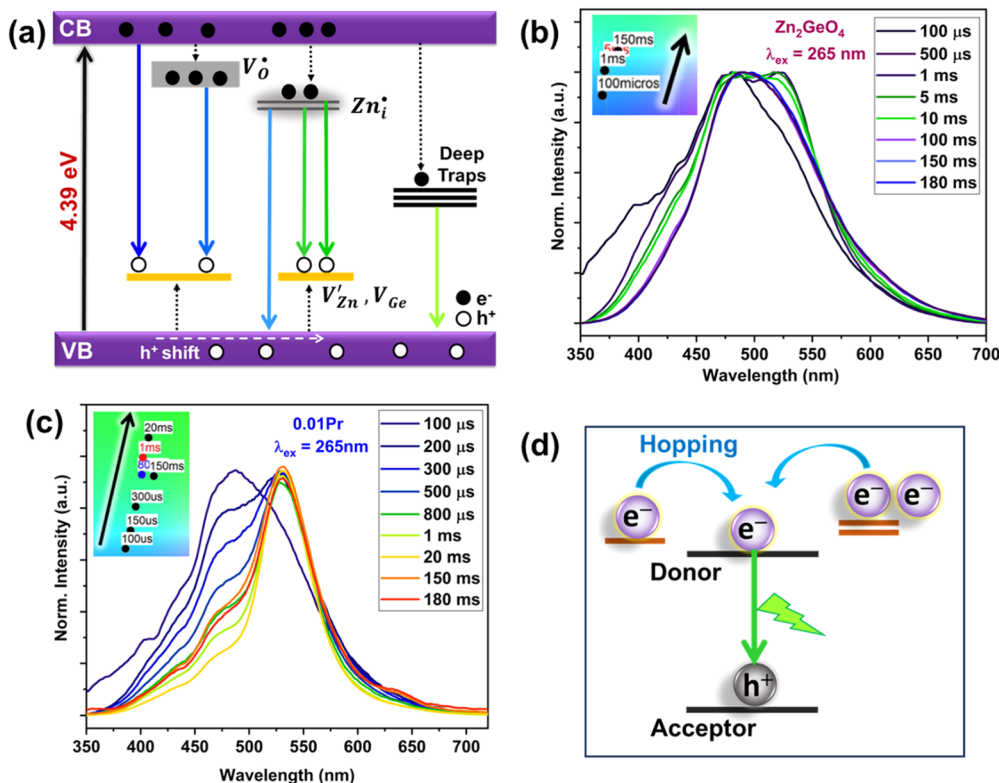 (a)
CB
V_O^•
Zn_i^•
4.39 eV
Deep
Traps
V'_Zn , V_Ge
e-
h+
VB
h+ shift
(b)
150ms
1ms
100micros
Zn2GeO4
λex = 265 nm
100 μs
500 μs
1 ms
5 ms
10 ms
100 ms
150 ms
180 ms
Norm. Intensity (a.u.)
350 400 450 500 550 600 650 700
Wavelength (nm)
(c)
20ms
1ms
80
150ms
300us
150us
100us
0.01Pr
λex = 265nm
100 μs
200 μs
300 μs
500 μs
800 μs
1 ms
20 ms
150 ms
180 ms
Norm. Intensity (a.u.)
350 400 450 500 550 600 650 700
Wavelength (nm)
(d)
Hopping
e− e− e− e−
Donor
h+
Acceptor